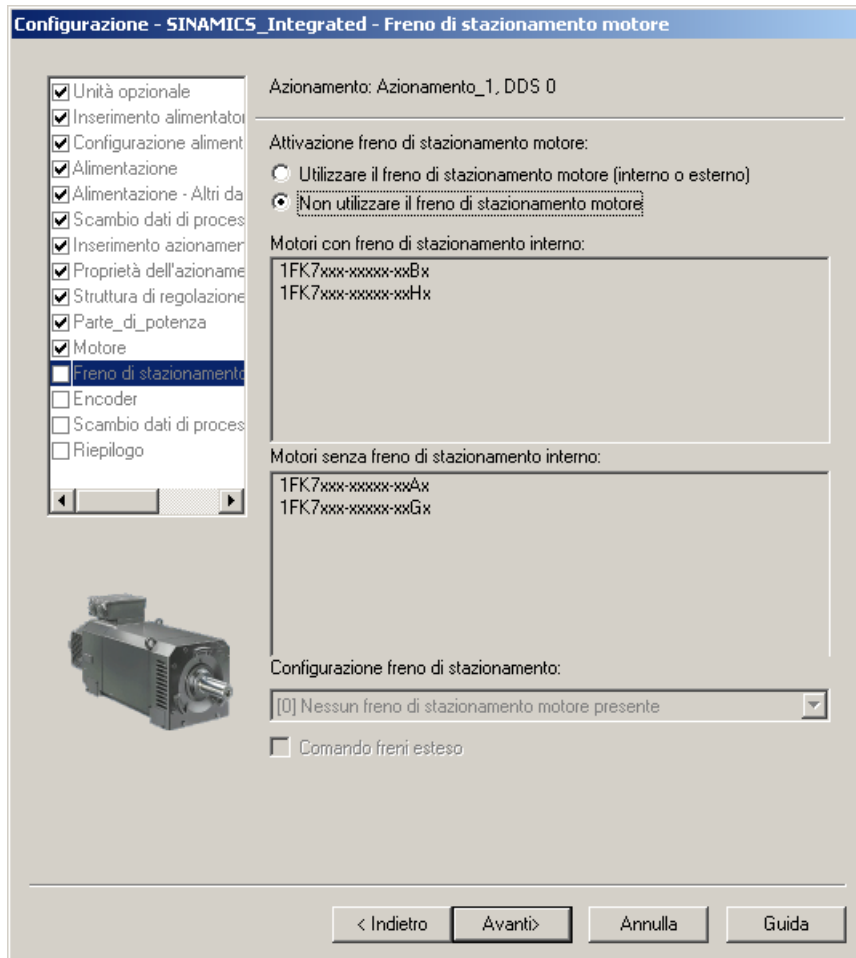 Configurazione - SINAMICS_Integrated - Freno di stazionamento motore
Unità opzionale
Inserimento alimentator
Configurazione aliment
Alimentazione
Alimentazione - Altri da
Scambio dati di proces
Inserimento azionamen
Proprietà dell'azioname
Struttura di regolazione
Parte_di_potenza
Motore
Freno di stazionamento
Encoder
Scambio dati di proces
Riepilogo
Azionamento: Azionamento_1, DDS 0
Attivazione freno di stazionamento motore:
Utilizzare il freno di stazionamento motore (interno o esterno)
Non utilizzare il freno di stazionamento motore
Motori con freno di stazionamento interno:
1FK7xxx-xxxxx-xxBx
1FK7xxx-xxxxx-xxHx
Motori senza freno di stazionamento interno:
1FK7xxx-xxxxx-xxAx
1FK7xxx-xxxxx-xxGx
Configurazione freno di stazionamento:
[0] Nessun freno di stazionamento motore presente
Comando freni esteso
< Indietro
Avanti>
Annulla
Guida